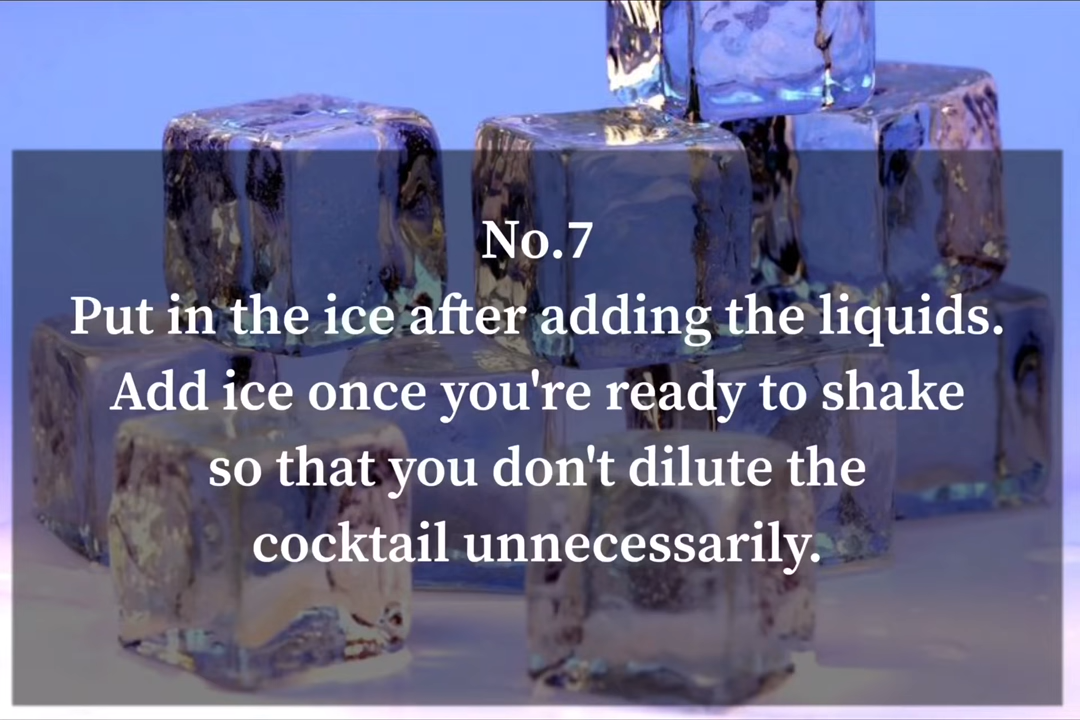 No.7
Put in the ice after adding the liquids.
Add ice once you're ready to shake
so that you don't dilute the
cocktail unnecessarily.